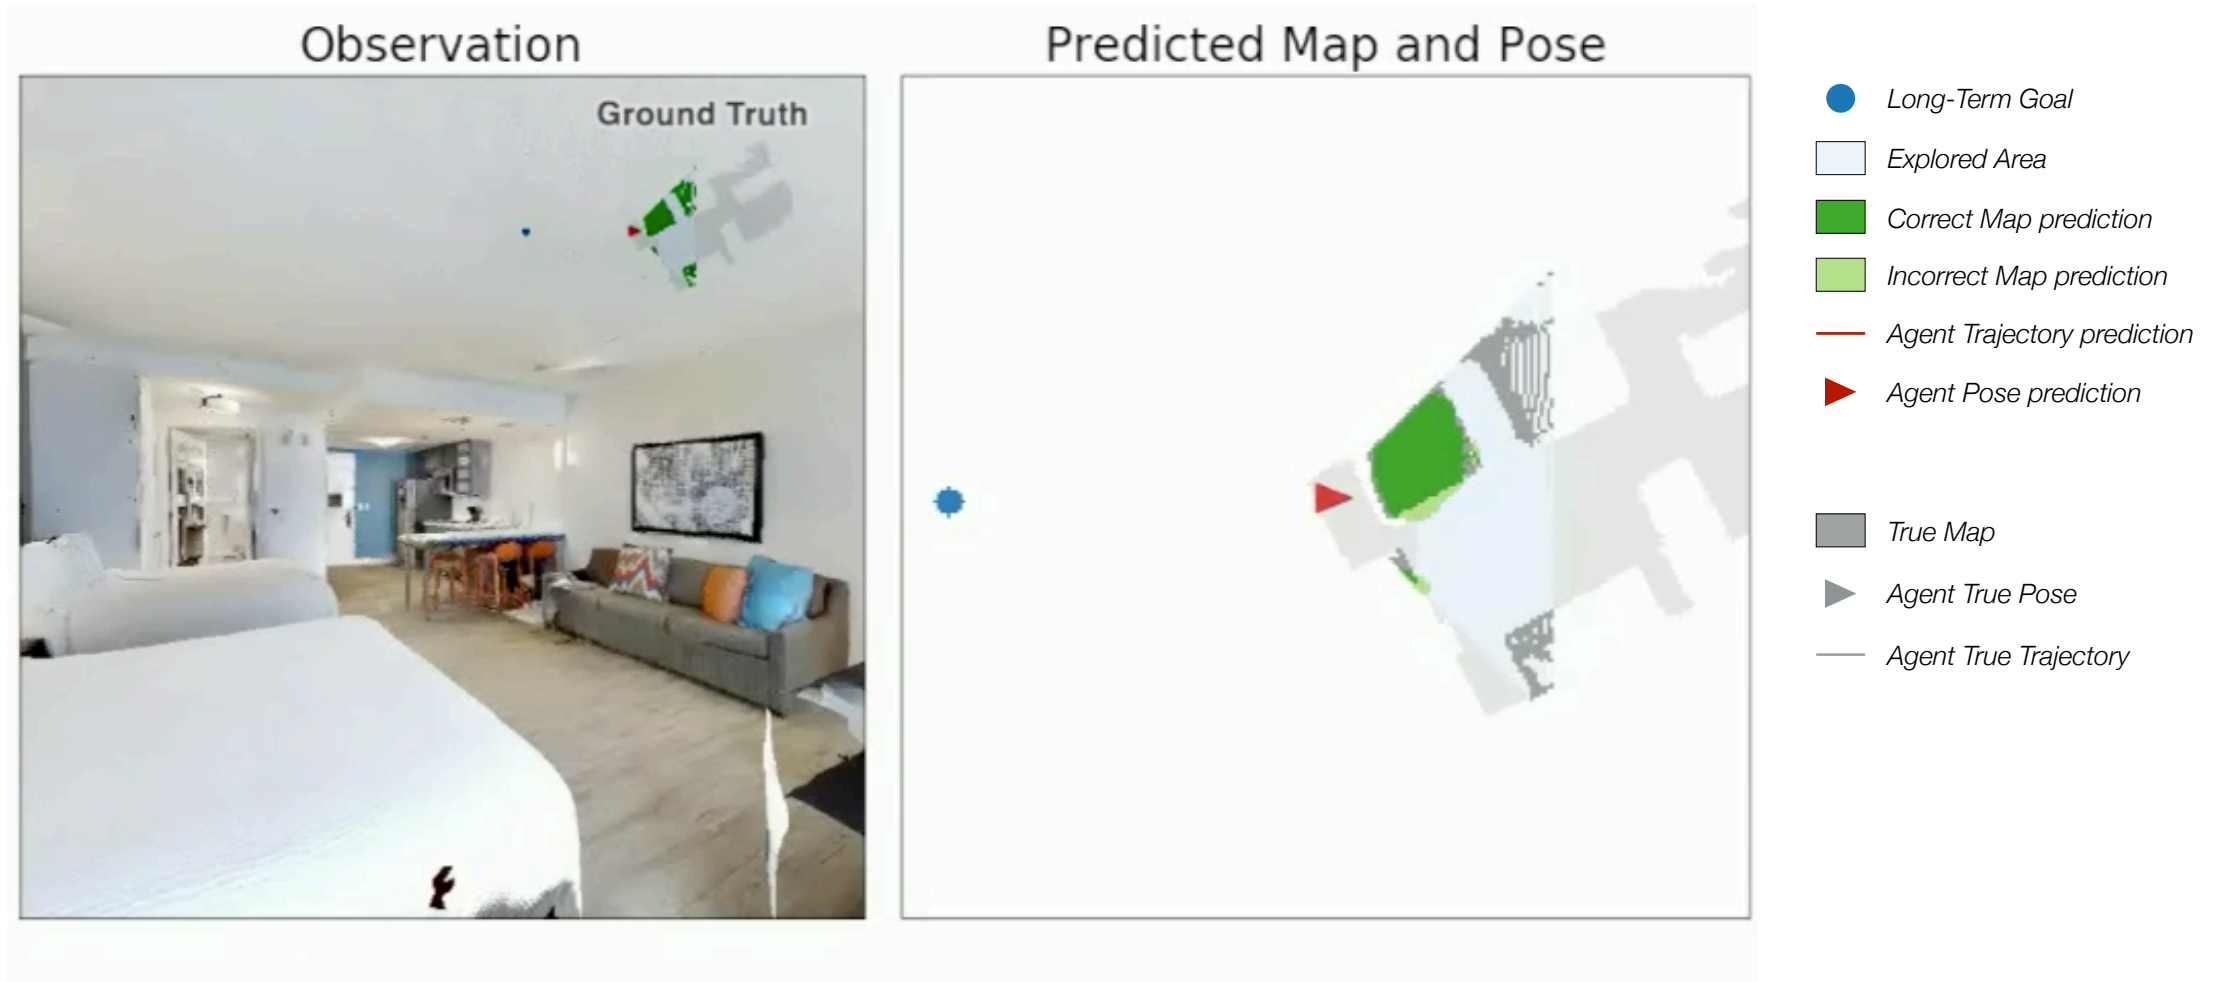 Observation
Predicted Map and Pose
Ground Truth
Long-Term Goal
Explored Area
Correct Map prediction
Incorrect Map prediction
Agent Trajectory prediction
Agent Pose prediction
True Map
Agent True Pose
Agent True Trajectory